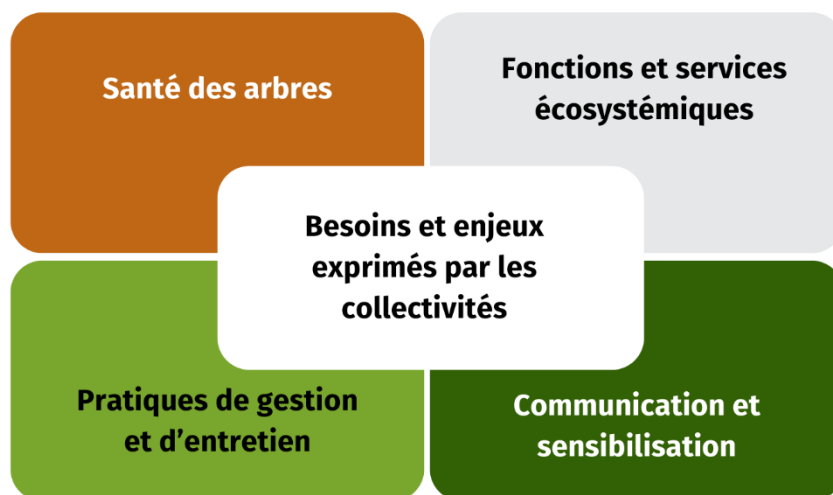 Santé des arbres
Fonctions et services
écosystémiques
Besoins et enjeux
exprimés par les
collectivités
Pratiques de gestion
et d’entretien
Communication et
sensibilisation